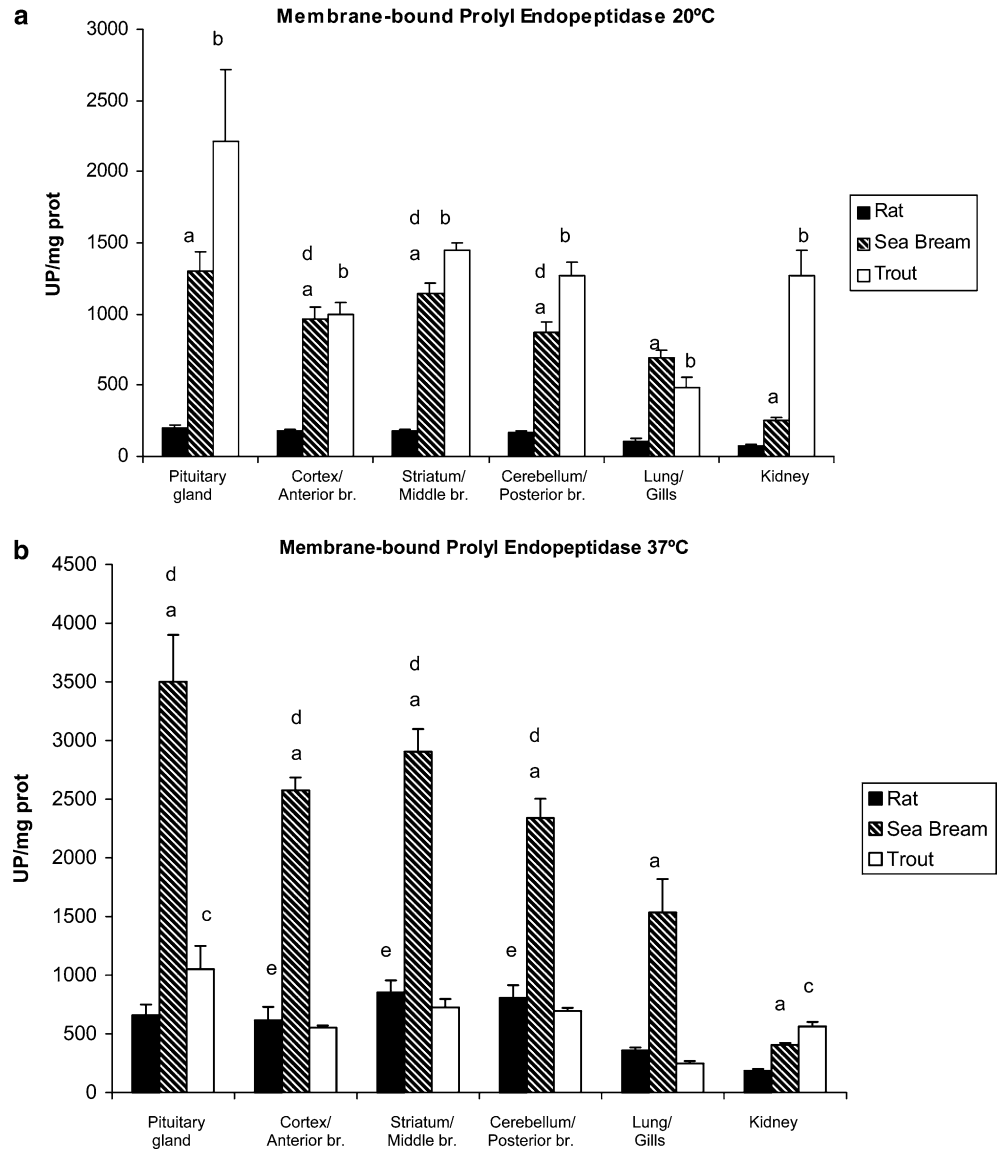 a
Membrane-bound Prolyl Endopeptidase 20ºC
3000
2500
2000
1500
1000
500
0
UP/mg prot
b
a
d
a
b
d
a
b
d
a
b
a
b
a
b
Pituitary
gland
Cortex/
Anterior br.
Striatum/
Middle br.
Cerebellum/
Posterior br.
Lung/
Gills
Kidney
Rat
Sea Bream
Trout
b
Membrane-bound Prolyl Endopeptidase 37ºC
4500
4000
3500
3000
2500
2000
1500
1000
500
0
UP/mg prot
d
a
c
d
a
e
d
a
e
d
a
e
a
a
c
Pituitary
gland
Cortex/
Anterior br.
Striatum/
Middle br.
Cerebellum/
Posterior br.
Lung/
Gills
Kidney
Rat
Sea Bream
Trout